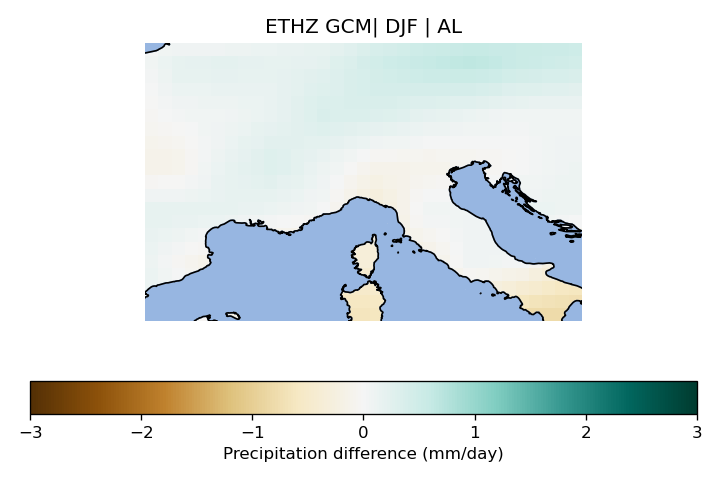 ETHZ GCM| DJF | AL
−3 −2 −1 0 1 2 3
Precipitation difference (mm/day)